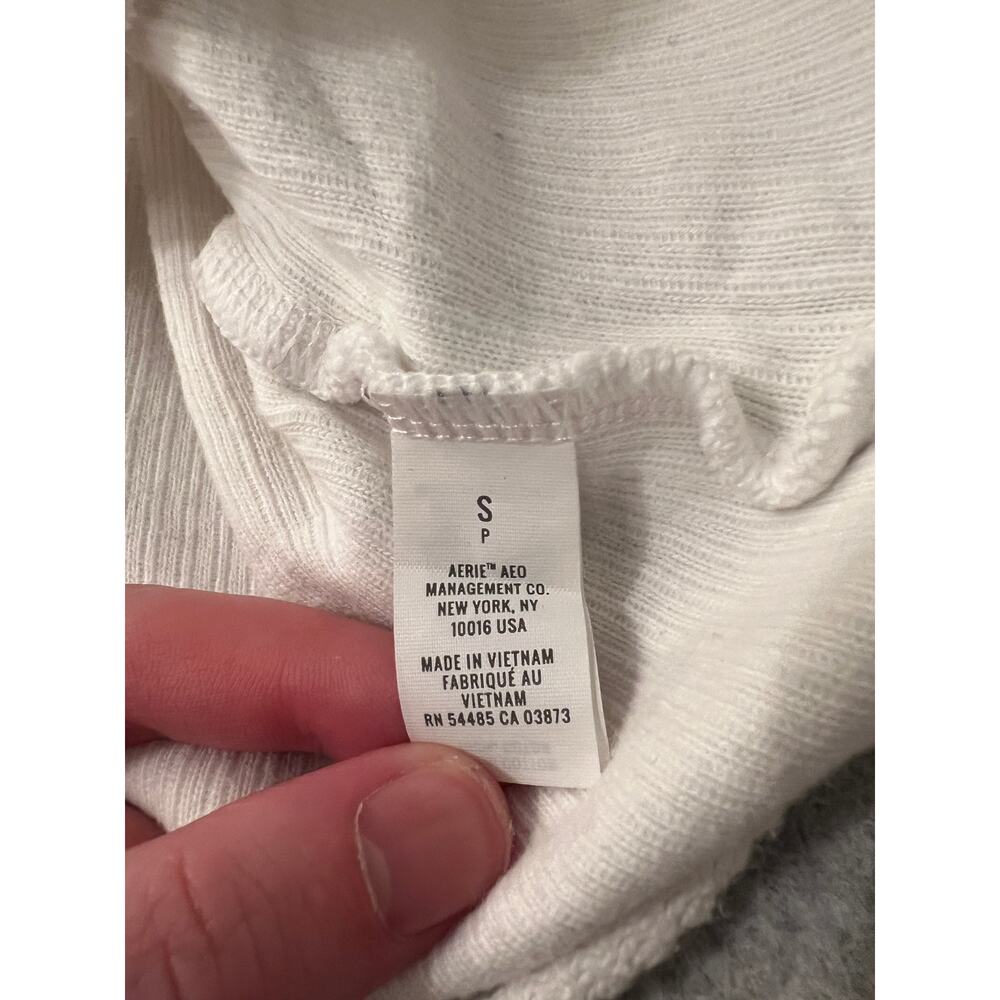 S
P
AERIE™ AEO
MANAGEMENT CO.
NEW YORK, NY
10016 USA
MADE IN VIETNAM
FABRIQUÉ AU
VIETNAM
RN 54485 CA 03873